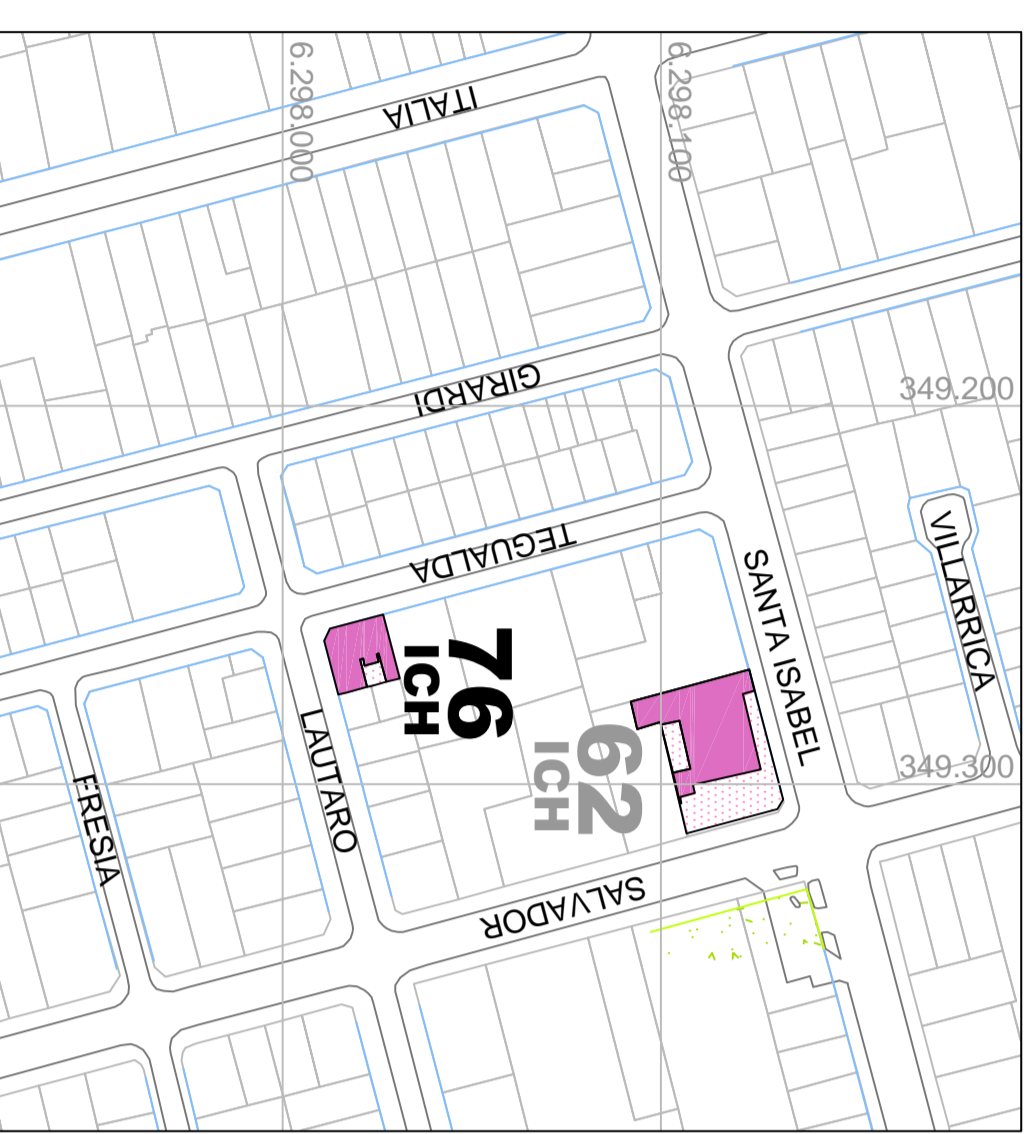 6.298.000
6.298.100
ITALIA
GIRARDI
349.200
TEGUALDA
VILLARRICA
SANTA ISABEL
76
ICH
62
ICH
LAUTARO
349.300
FRESIA
SALVADOR